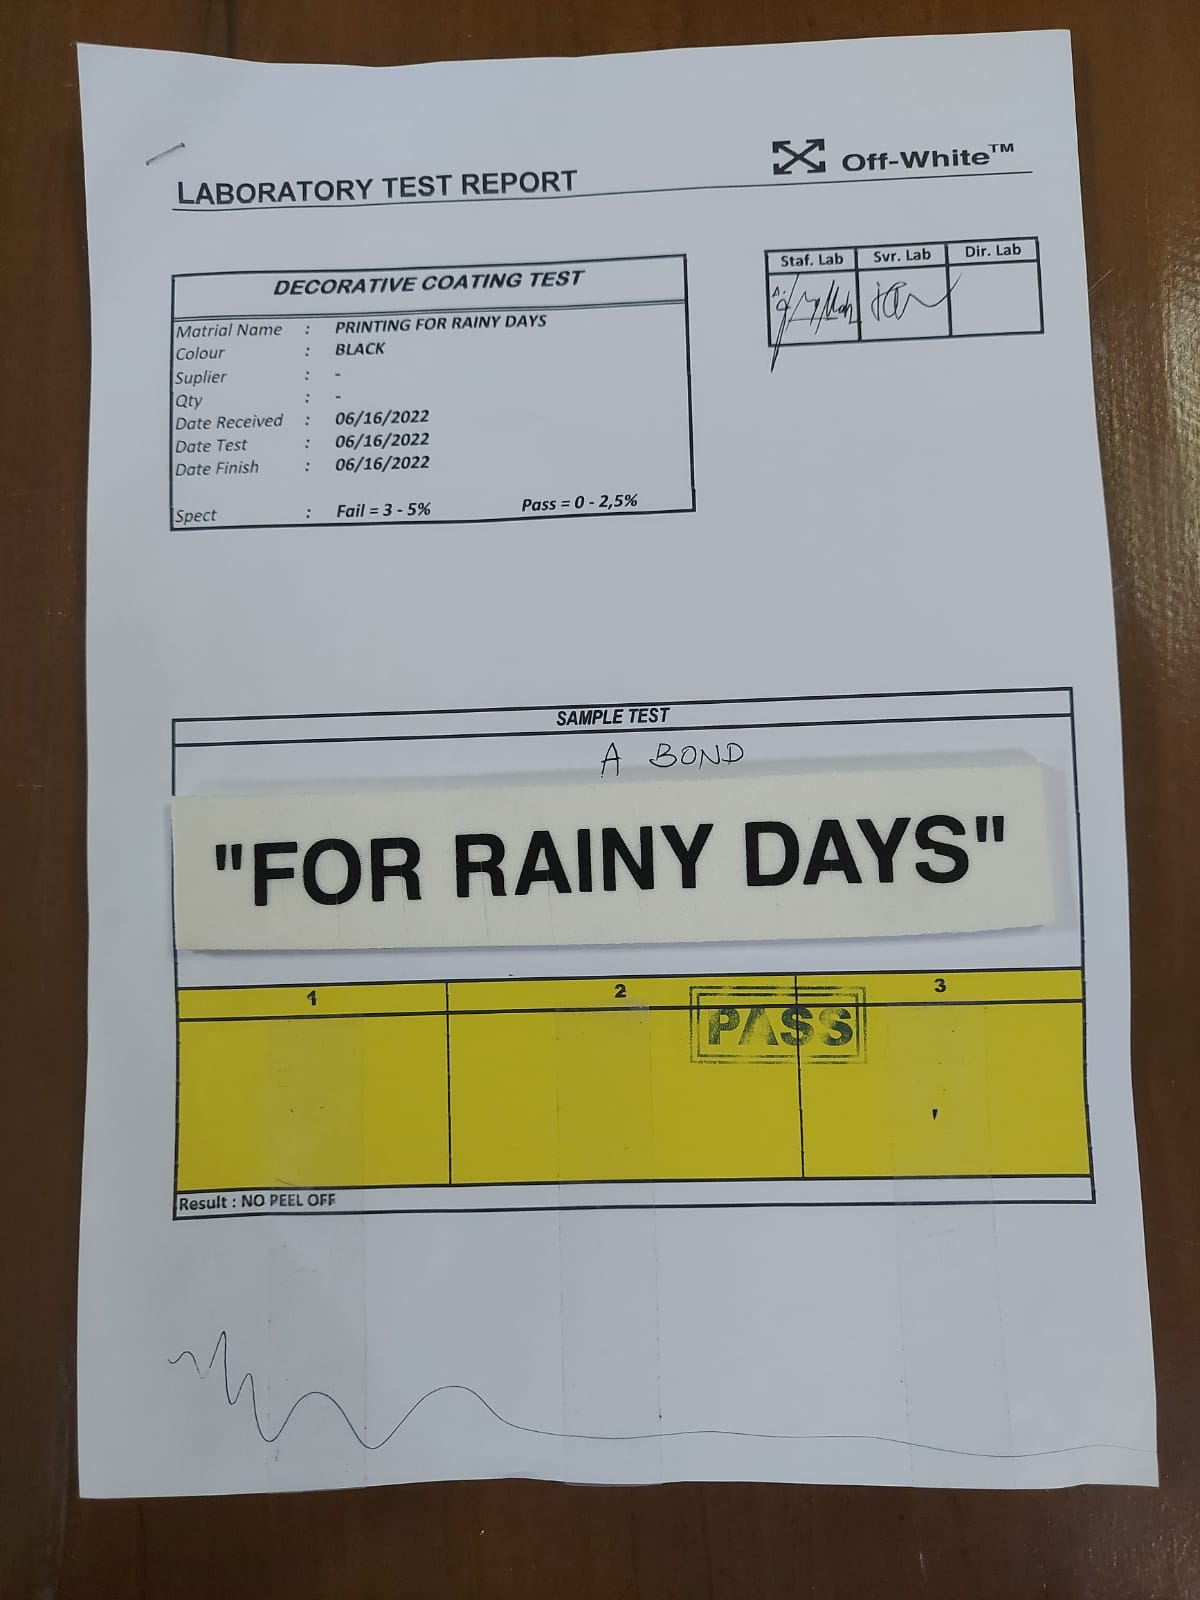 LABORATORY TEST REPORT
Off-White™
DECORATIVE COATING TEST
Matrial Name : PRINTING FOR RAINY DAYS
Colour : BLACK
Suplier : -
Qty : -
Date Received : 06/16/2022
Date Test : 06/16/2022
Date Finish : 06/16/2022
Spect : Fail = 3 - 5% Pass = 0 - 2,5%
Staf. Lab Svr. Lab Dir. Lab
SAMPLE TEST
A BOND
"FOR RAINY DAYS"
1 2 3
PASS
Result : NO PEEL OFF